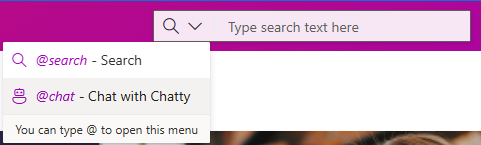 Type search text here
@search - Search
@chat - Chat with Chatty
You can type @ to open this menu